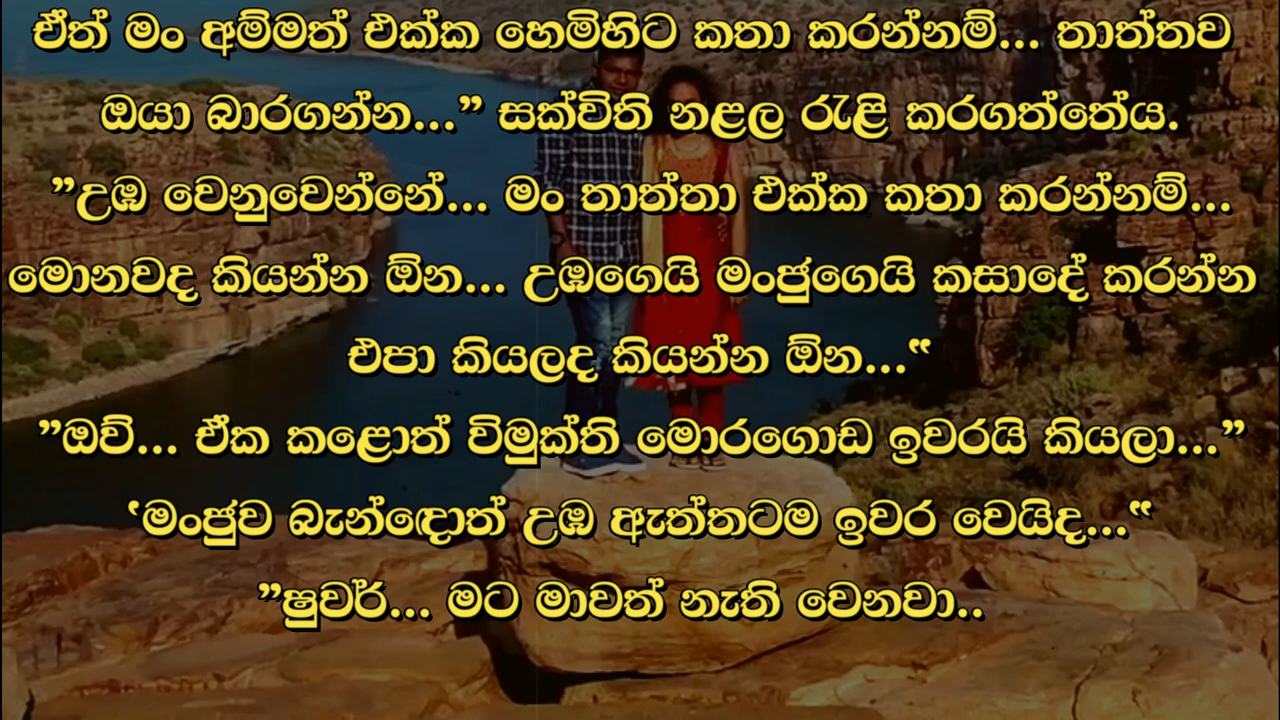 ඒත් මං අම්මත් එක්ක හෙමිහිට කතා කරන්නම්... තාත්තව
ඔයා බාරගන්න...” සක්විති නළල රැළි කරගත්තේය.
”උඹ වෙනුවෙන්නේ... මං තාත්තා එක්ක කතා කරන්නම්...
මොනවද කියන්න ඕන... උඹගෙයි මංජුගෙයි කසාදේ කරන්න
එපා කියලද කියන්න ඕන...“
”ඔව්... ඒක කළොත් විමුක්ති මොරගොඩ ඉවරයි කියලා...”
‛මංජුව බැන්ඳොත් උඹ ඇත්තටම ඉවර වෙයිද...“
”ෂුවර්... මට මාවත් නැති වෙනවා..